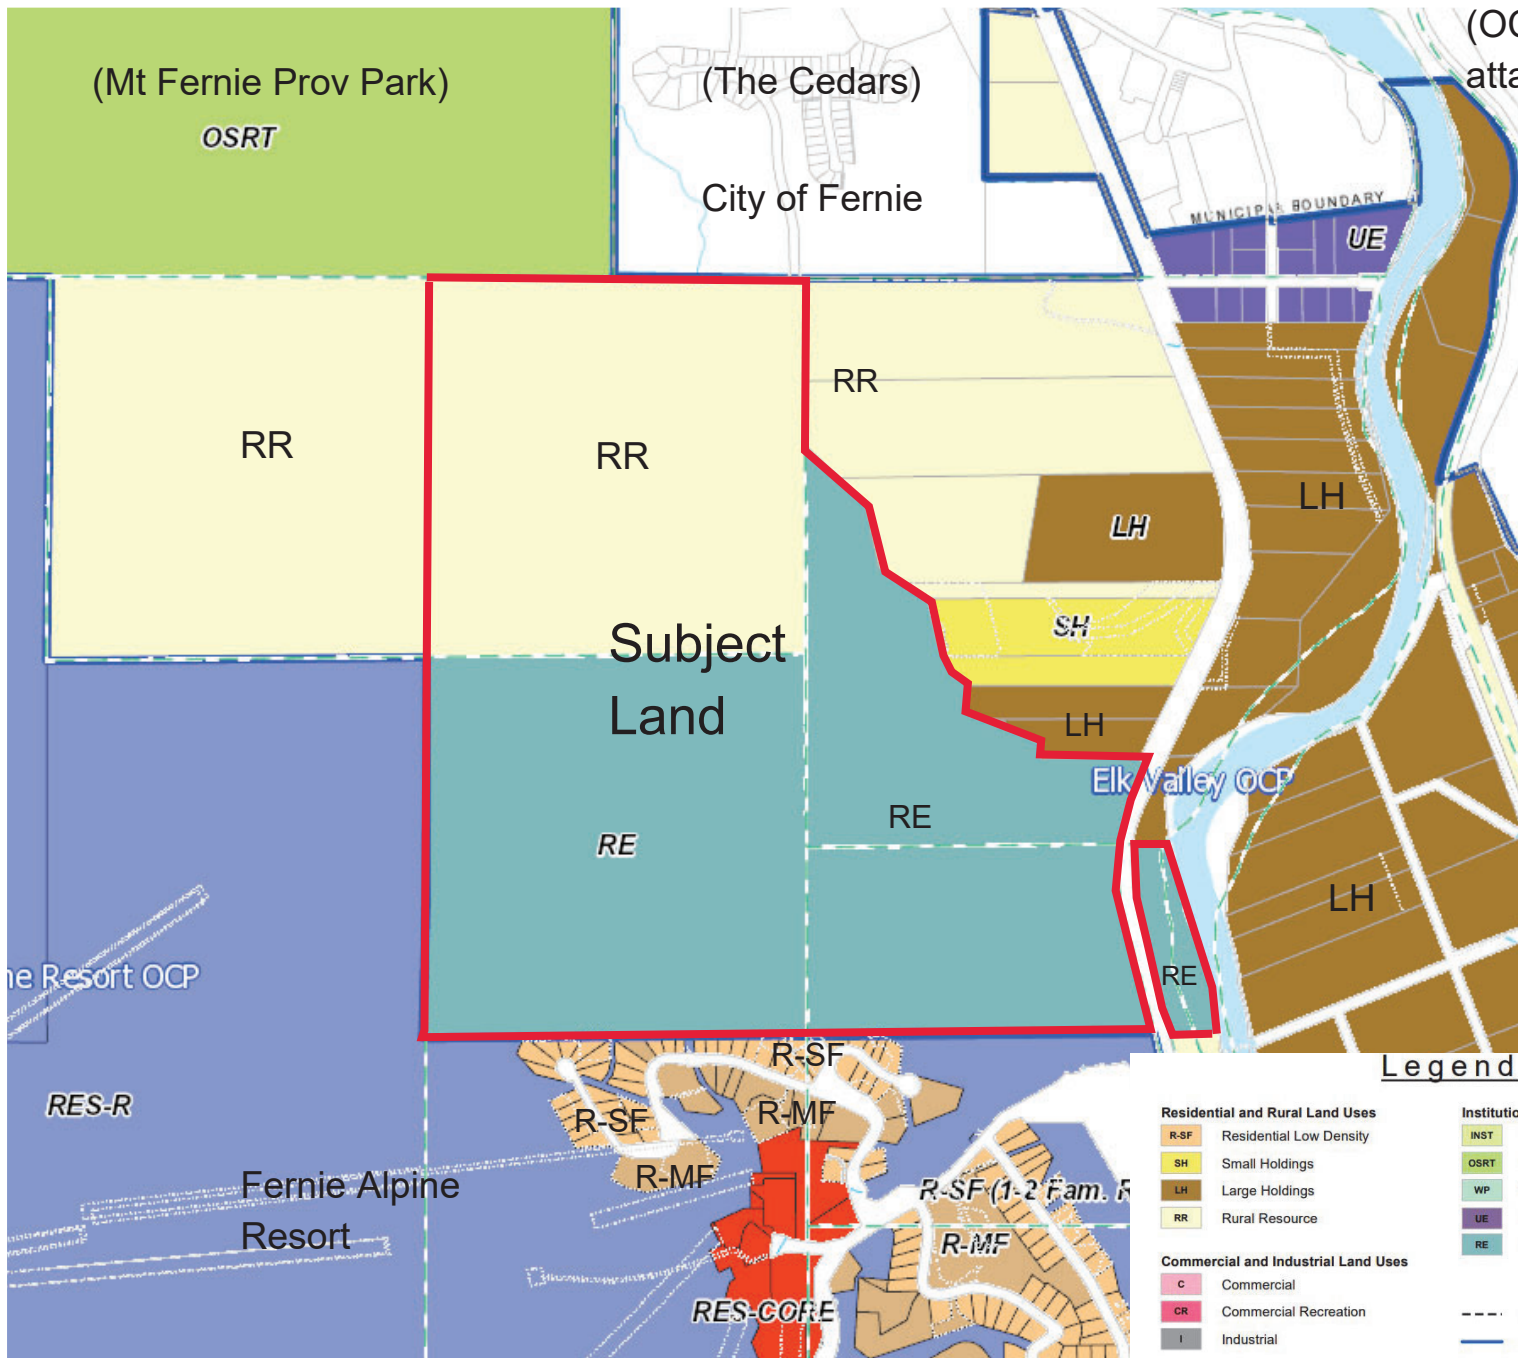 (OC
atta
(Mt Fernie Prov Park)
OSRT
(The Cedars)
City of Fernie
MUNICIPAL BOUNDARY
UE
RR
RR
RR
LH
LH
SH
Subject
Land
LH
Elk Valley OCP
RE
RE
LH
RE
ne Resort OCP
RES-R
R-SF
R-SF
R-MF
R-MF
Fernie Alpine
Resort
R-SF (1-2 Fam. R
R-MF
RES-CORE
Legend
Residential and Rural Land Uses
R-SF Residential Low Density
SH Small Holdings
LH Large Holdings
RR Rural Resource
Commercial and Industrial Land Uses
C Commercial
CR Commercial Recreation
I Industrial
Institutio
INST
OSRT
WP
UE
RE